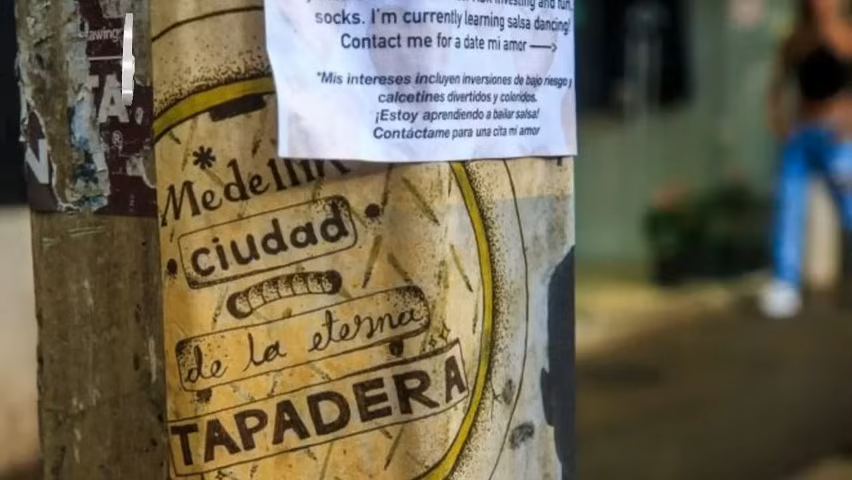 socks. I'm currently learning salsa dancing!
Contact me for a date mi amor
*Mis intereses incluyen inversiones de bajo riesgo y
calcetines divertidos y coloridos.
¡Estoy aprendiendo a bailar salsa!
Contáctame para una cita mi amor
Medellín
ciudad
de la eterna
TAPADERA